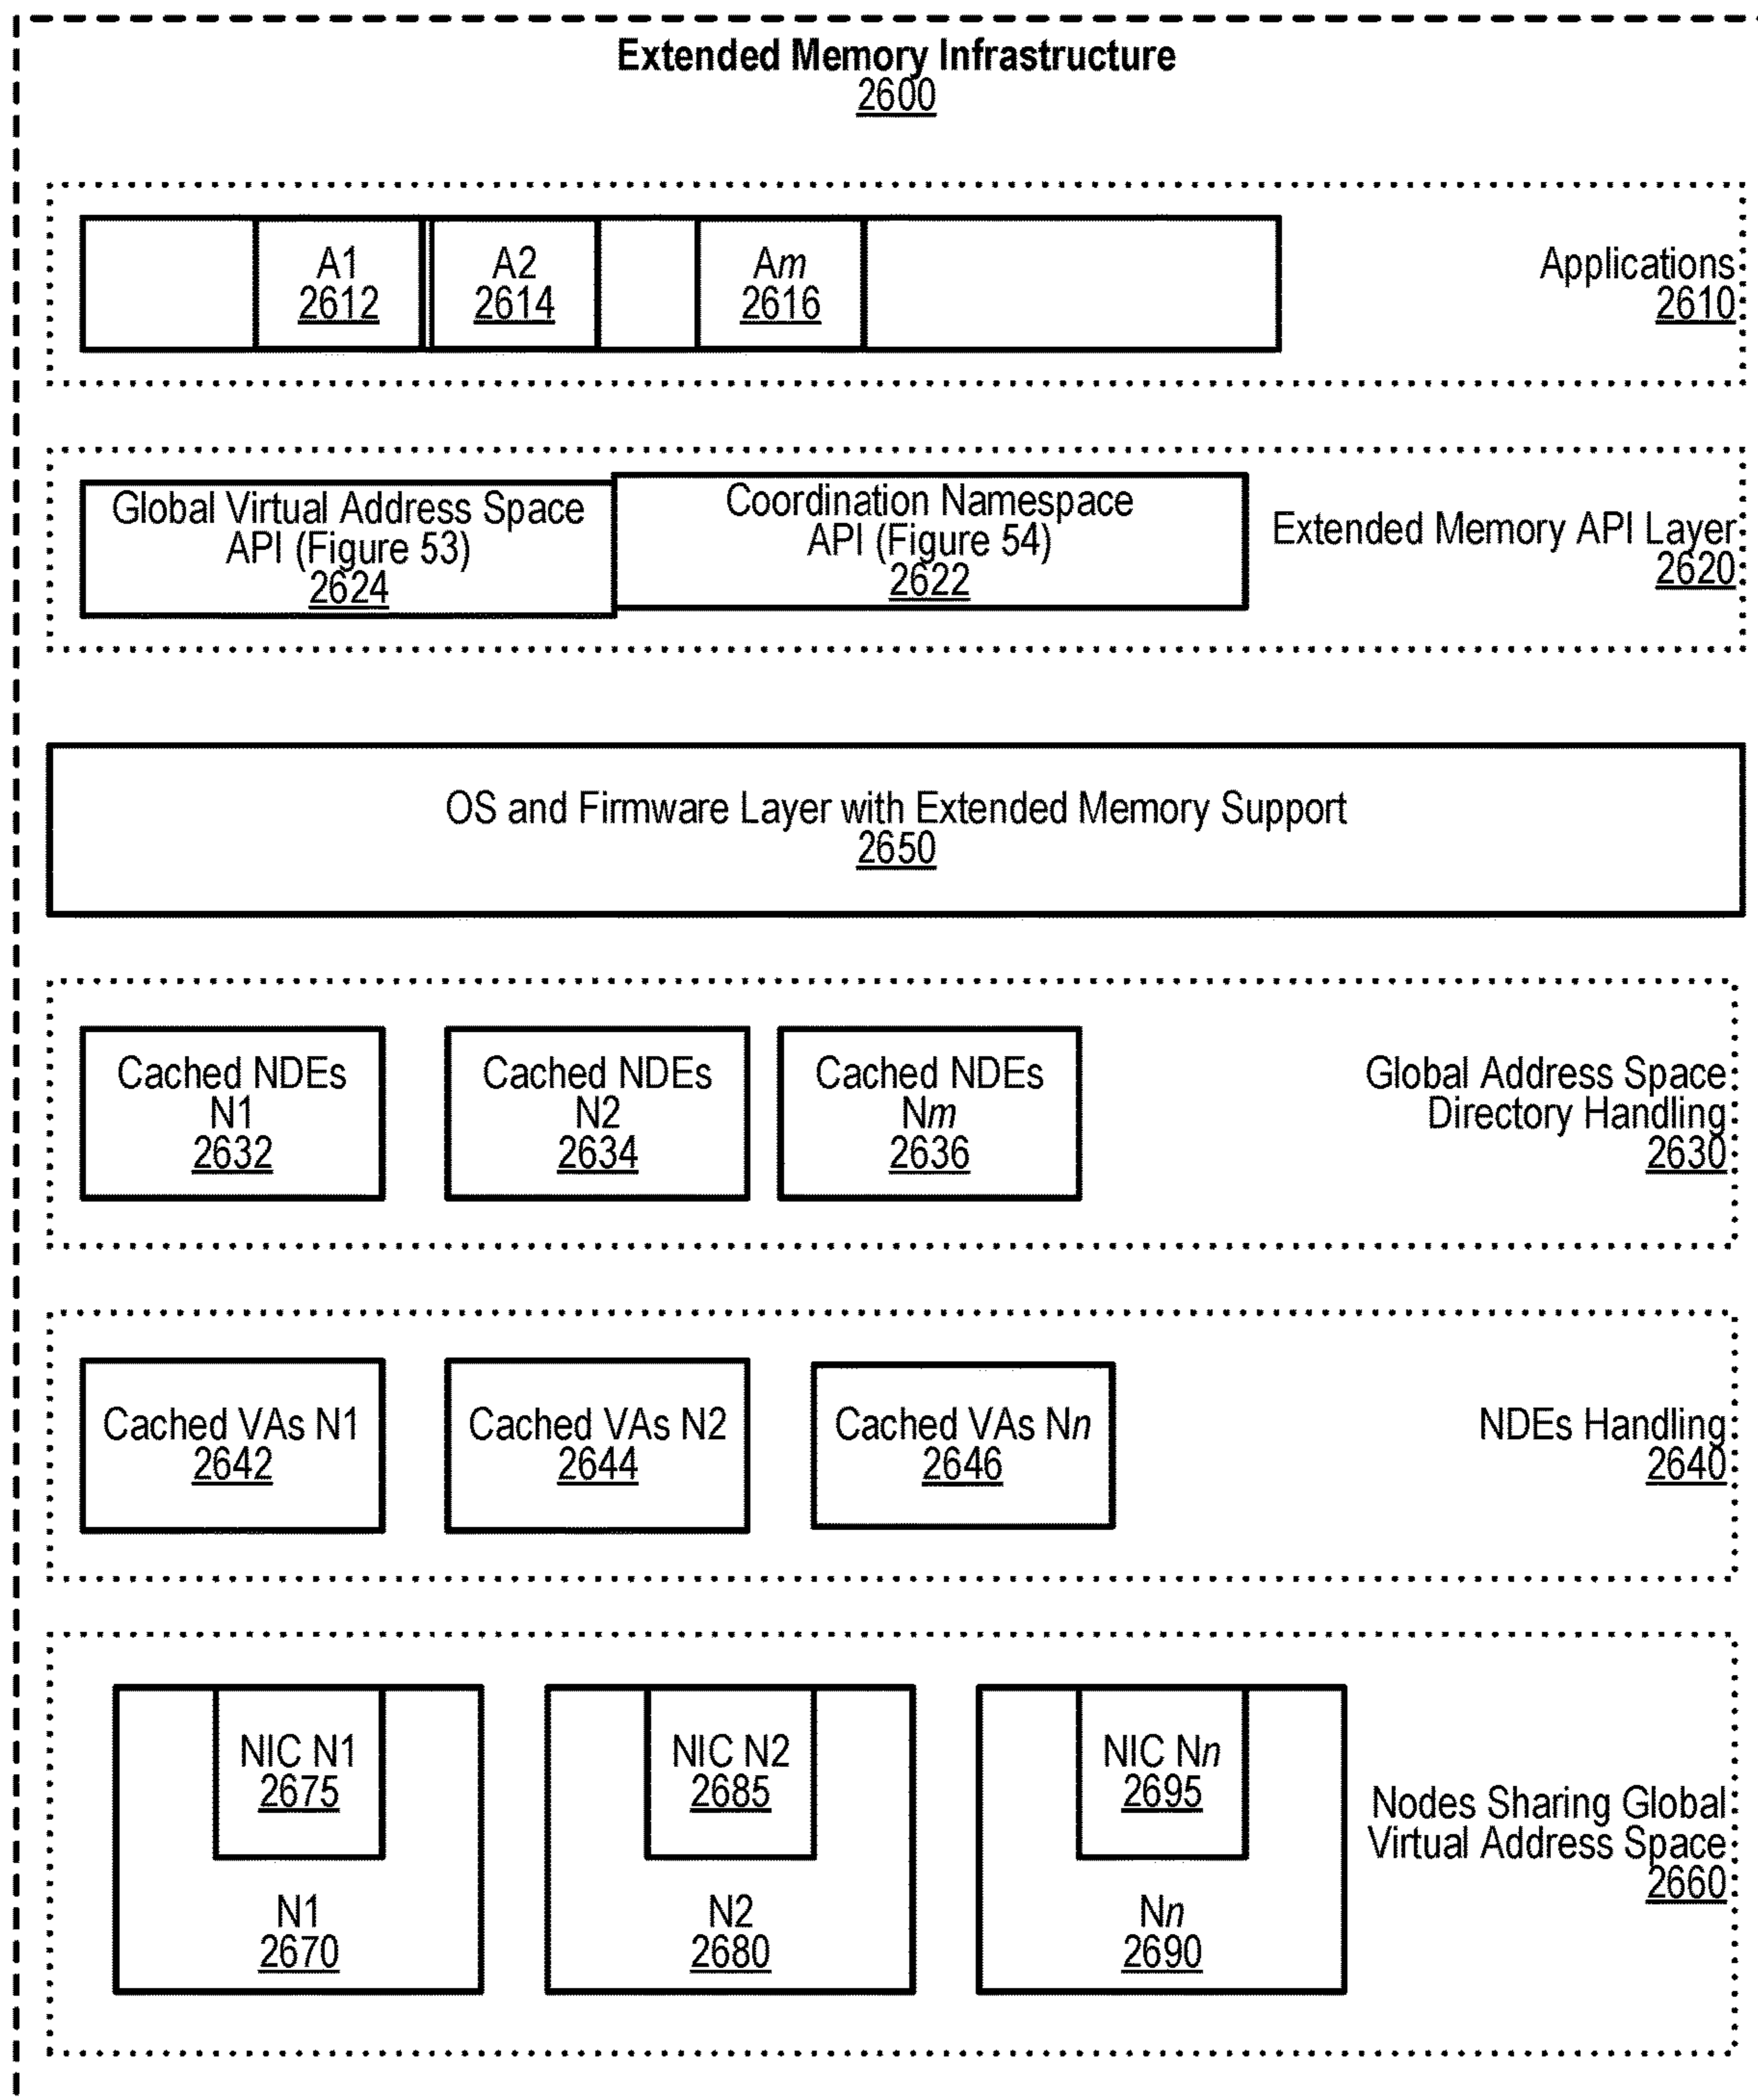 Extended Memory Infrastructure
2600
A1
2612
A2
2614
Am
2616
Applications
2610
Global Virtual Address Space
API (Figure 53)
2624
Coordination Namespace
API (Figure 54)
2622
Extended Memory API Layer
2620
OS and Firmware Layer with Extended Memory Support
2650
Cached NDEs
N1
2632
Cached NDEs
N2
2634
Cached NDEs
Nm
2636
Global Address Space
Directory Handling
2630
Cached VAs N1
2642
Cached VAs N2
2644
Cached VAs Nn
2646
NDEs Handling
2640
NIC N1
2675
N1
2670
NIC N2
2685
N2
2680
NIC Nn
2695
Nn
2690
Nodes Sharing Global
Virtual Address Space
2660